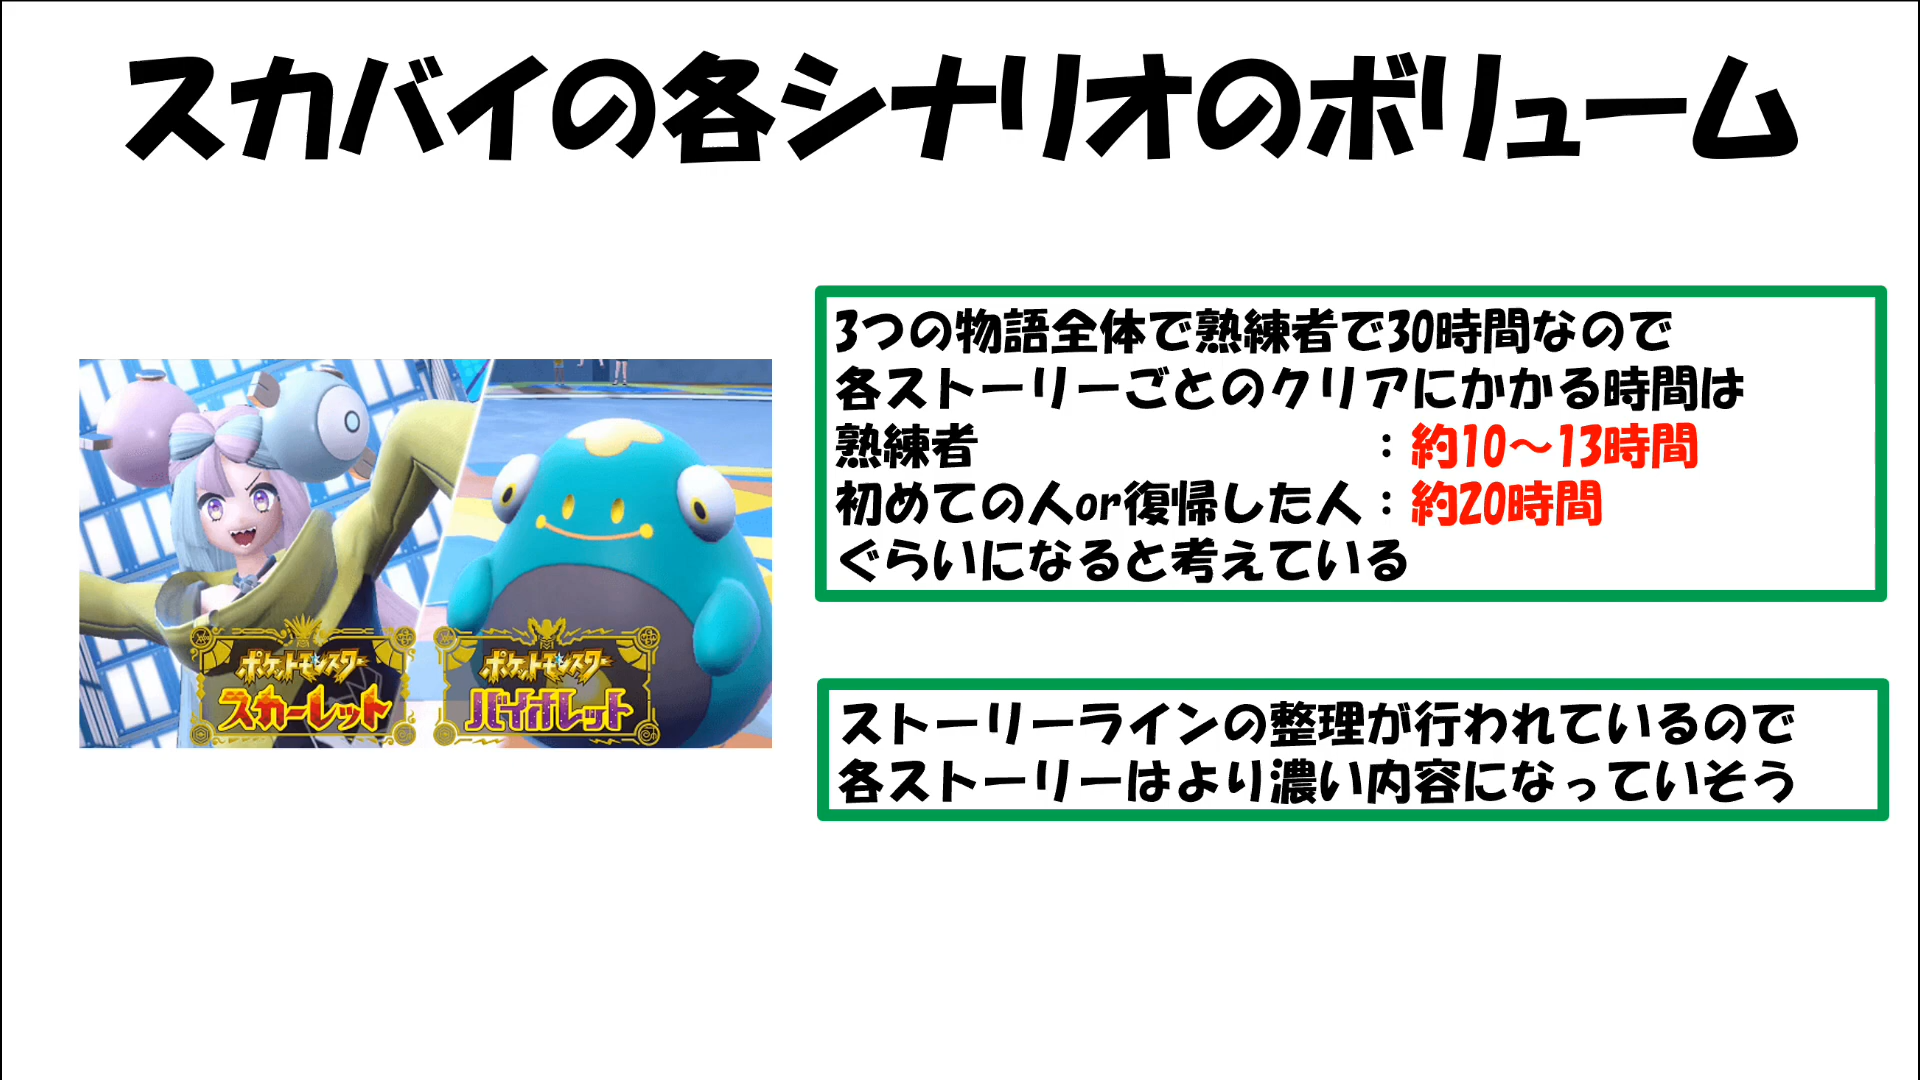 スカバイの各シナリオのボリューム
3つの物語全体で熟練者で30時間なので
各ストーリーごとのクリアにかかる時間は
熟練者　　　　　　　　：約10～13時間
初めての人or復帰した人：約20時間
ぐらいになると考えている
ポケットモンスター
スカーレット
ポケットモンスター
バイオレット
ストーリーラインの整理が行われているので
各ストーリーはより濃い内容になっていそう